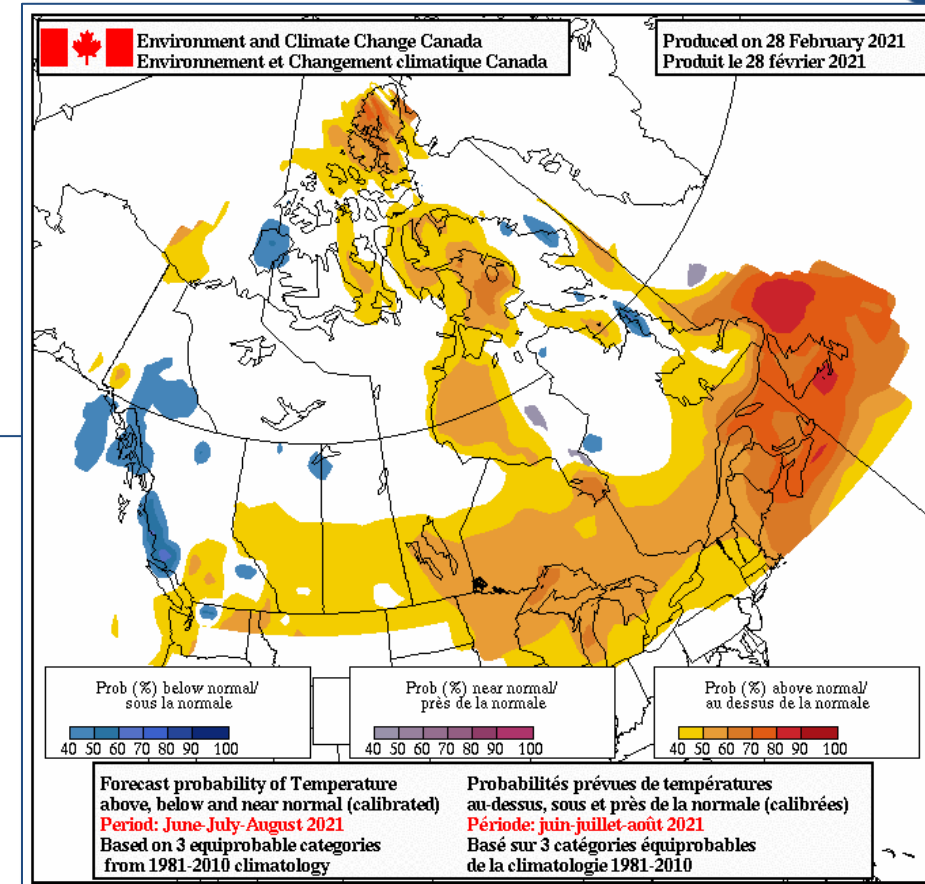 Environment and Climate Change Canada
Environnement et Changement climatique Canada
Produced on 28 February 2021
Produit le 28 février 2021
Prob (%) below normal/
sous la normale
40 50 60 70 80 90 100
Prob (%) near normal/
près de la normale
40 50 60 70 80 90 100
Prob (%) above normal/
au dessus de la normale
40 50 60 70 80 90 100
Forecast probability of Temperature
above, below and near normal (calibrated)
Period: June-July-August 2021
Based on 3 equiprobable categories
from 1981-2010 climatology
Probabilités prévues de températures
au-dessus, sous et près de la normale (calibrées)
Période: juin-juillet-août 2021
Basé sur 3 catégories équiprobables
de la climatologie 1981-2010